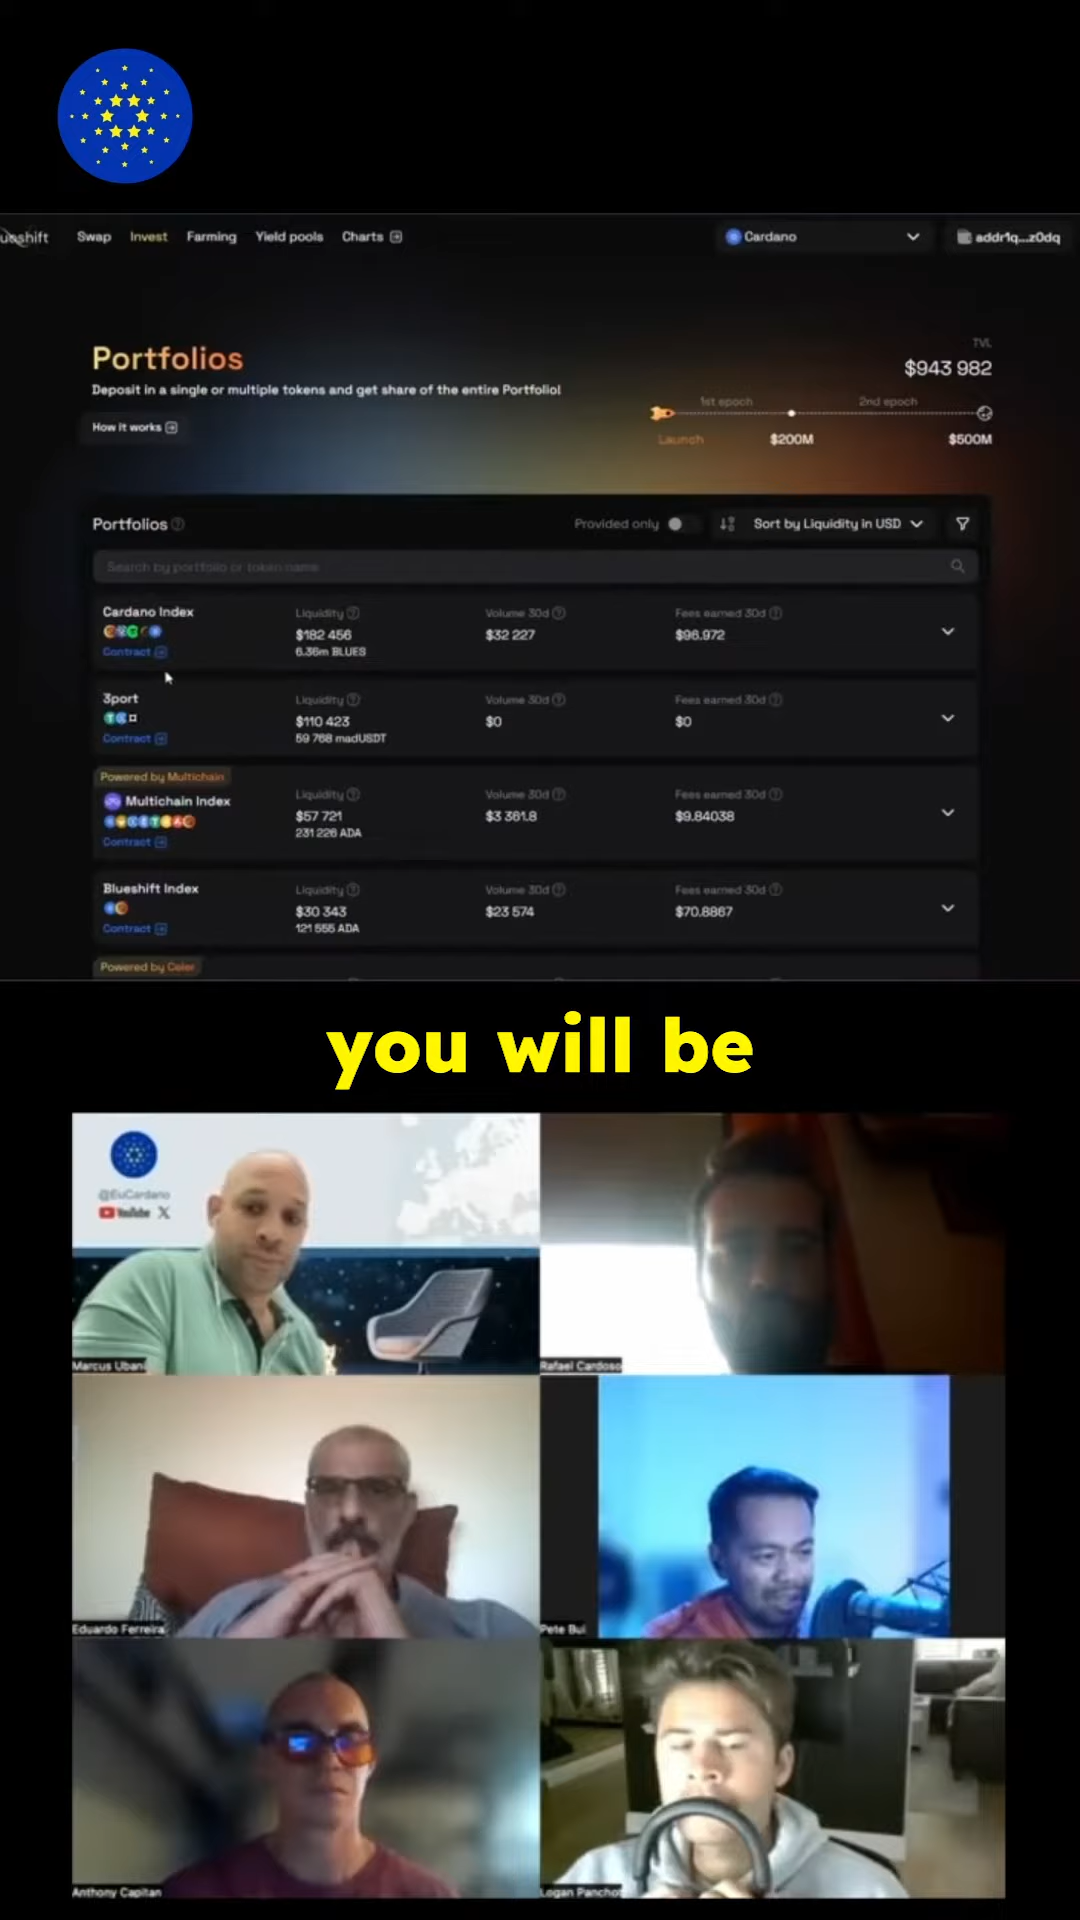 Swap Invest Farming Yield pools Charts Cardano addr1q...z0dq
Portfolios
Deposit in a single or multiple tokens and get share of the entire Portfolio!
How it works
TVL
$943 982
1st epoch 2nd epoch
Launch $200M $500M
Portfolios Provided only Sort by Liquidity in USD
Search by portfolio or token name
Cardano Index Liquidity Volume 30d Fees earned 30d
$182 456 $32 227 $96.972
Contract 6.36m BLUES
3port Liquidity Volume 30d Fees earned 30d
$110 423 $0 $0
Contract 59 768 madUSDT
Powered by Multichain
Multichain Index Liquidity Volume 30d Fees earned 30d
$57 721 $3 361.8 $9.84038
231 226 ADA
Contract
Blueshift Index Liquidity Volume 30d Fees earned 30d
$30 343 $23 574 $70.8867
Contract 121 555 ADA
you will be
@EuCardano
YouTube X
Marcus Ubani Rafael Cardoso
Eduardo Ferreira Pete Bui
Anthony Capitan Logan Panchot